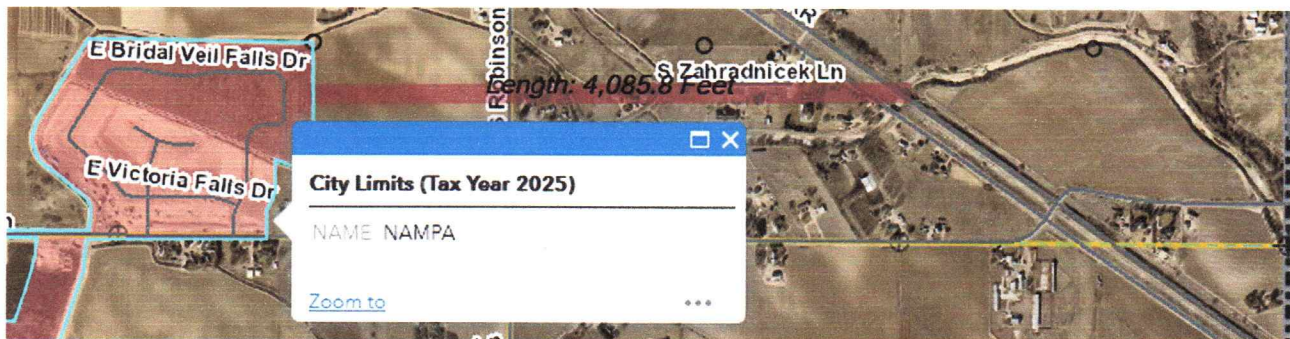 E Bridal Veil Falls Dr
S Robinson
S Zahradnicek Ln
Length: 4,085.8 Feet
E Victoria Falls Dr
City Limits (Tax Year 2025)
NAME NAMPA
Zoom to